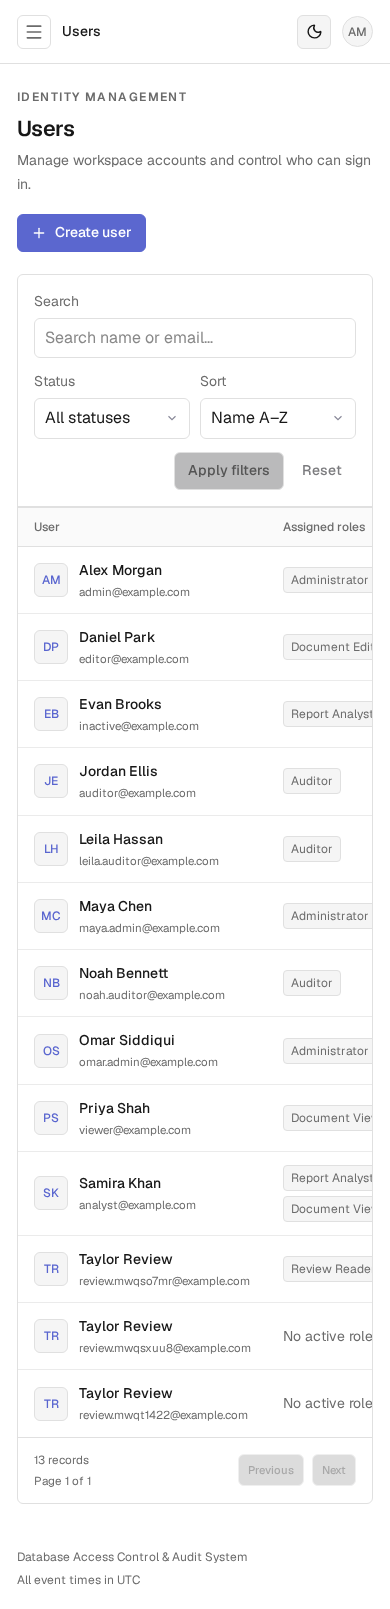 Users
AM
IDENTITY MANAGEMENT
Users
Manage workspace accounts and control who can sign
in.
Create user
Search
Search name or email...
Status
Sort
All statuses
Name A–Z
Apply filters
Reset
User
Assigned roles
AM
Alex Morgan
admin@example.com
Administrator
DP
Daniel Park
editor@example.com
Document Edit
EB
Evan Brooks
inactive@example.com
Report Analyst
JE
Jordan Ellis
auditor@example.com
Auditor
LH
Leila Hassan
leila.auditor@example.com
Auditor
MC
Maya Chen
maya.admin@example.com
Administrator
NB
Noah Bennett
noah.auditor@example.com
Auditor
OS
Omar Siddiqui
omar.admin@example.com
Administrator
PS
Priya Shah
viewer@example.com
Document Vie
SK
Samira Khan
analyst@example.com
Report Analyst
Document Vie
TR
Taylor Review
review.mwqso7mr@example.com
Review Reade
TR
Taylor Review
review.mwqsxuu8@example.com
No active role
TR
Taylor Review
review.mwqt1422@example.com
No active role
13 records
Page 1 of 1
Previous
Next
Database Access Control & Audit System
All event times in UTC